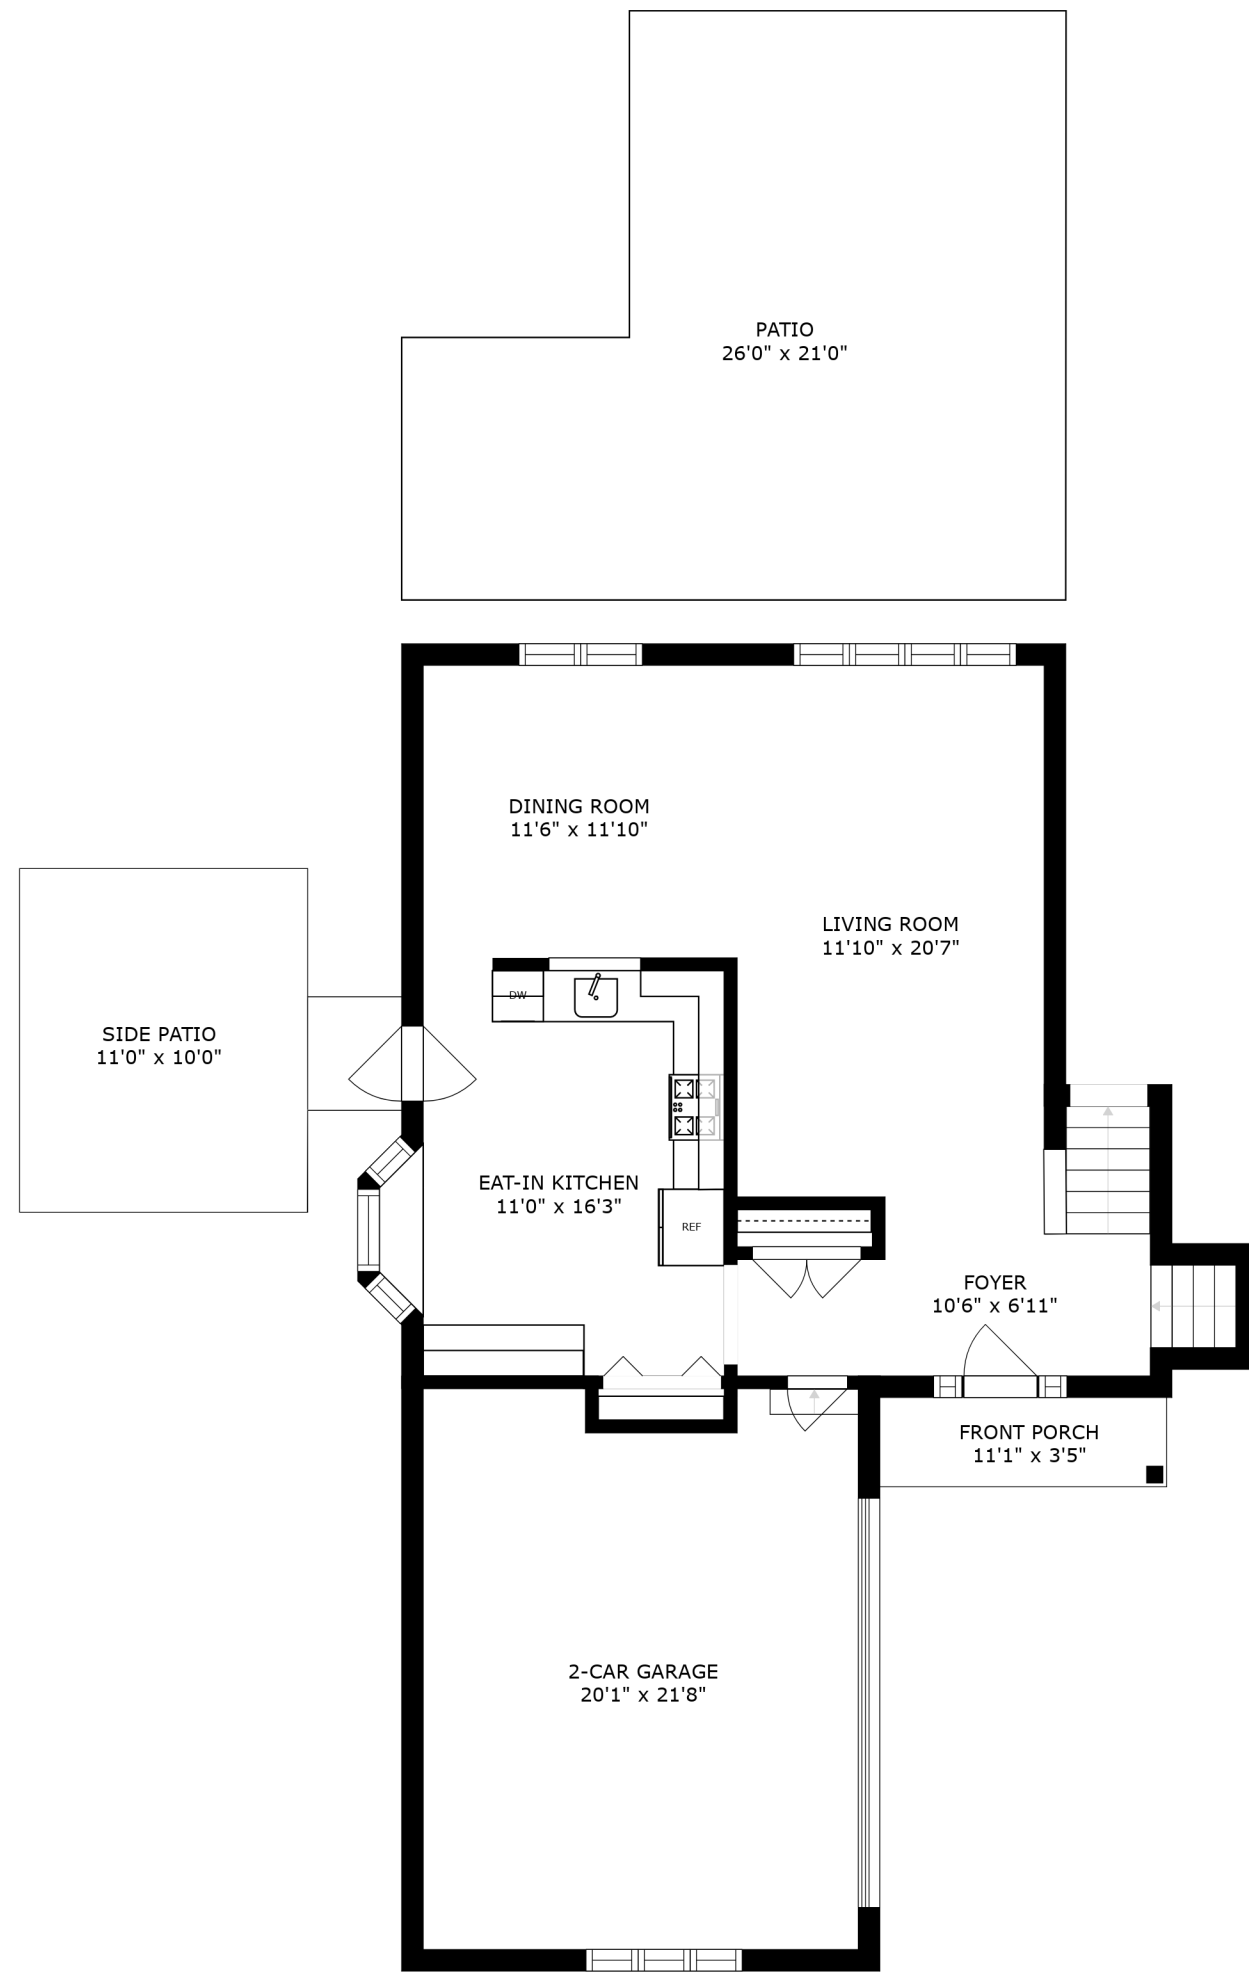 PATIO
26'0" x 21'0"
DINING ROOM
11'6" x 11'10"
LIVING ROOM
11'10" x 20'7"
DW
SIDE PATIO
11'0" x 10'0"
EAT-IN KITCHEN
11'0" x 16'3"
REF
FOYER
10'6" x 6'11"
FRONT PORCH
11'1" x 3'5"
2-CAR GARAGE
20'1" x 21'8"